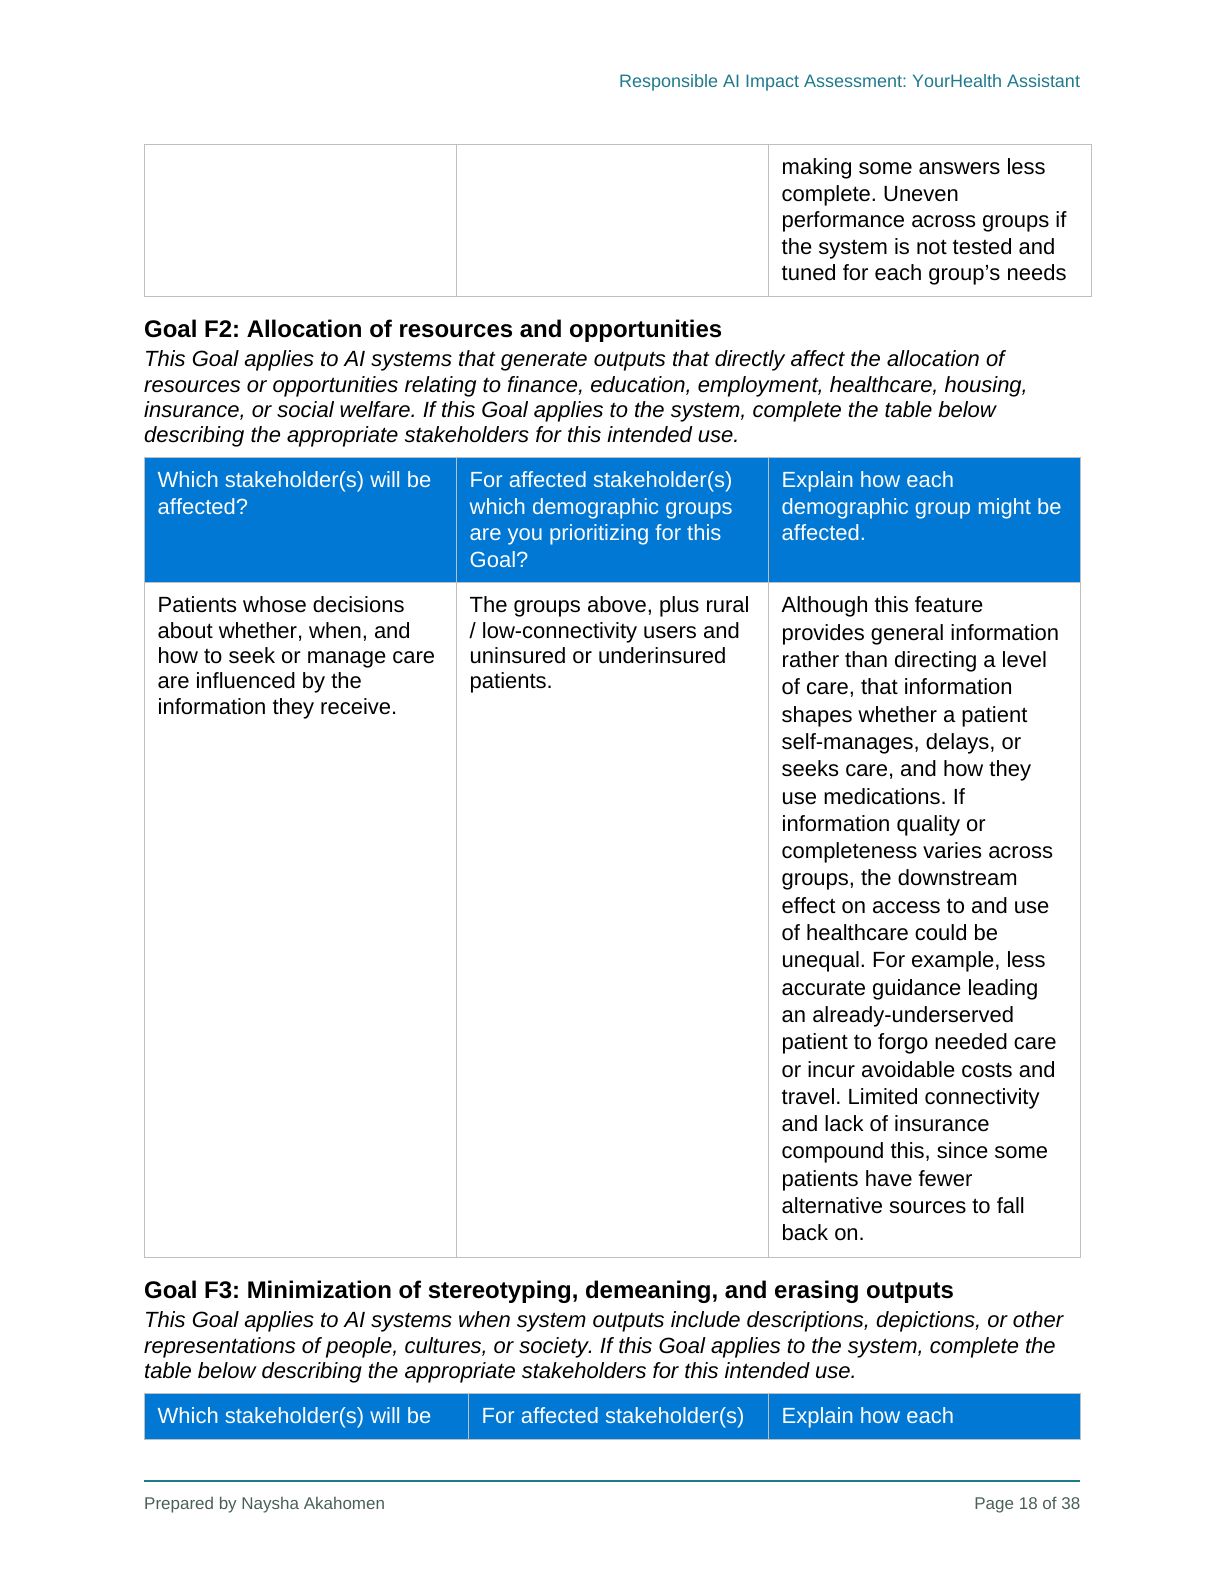 Responsible AI Impact Assessment: YourHealth Assistant
making some answers less
complete. Uneven
performance across groups if
the system is not tested and
tuned for each group’s needs
Goal F2: Allocation of resources and opportunities
This Goal applies to AI systems that generate outputs that directly affect the allocation of
resources or opportunities relating to finance, education, employment, healthcare, housing,
insurance, or social welfare. If this Goal applies to the system, complete the table below
describing the appropriate stakeholders for this intended use.
Which stakeholder(s) will be
affected?
For affected stakeholder(s)
which demographic groups
are you prioritizing for this
Goal?
Explain how each
demographic group might be
affected.
Patients whose decisions
about whether, when, and
how to seek or manage care
are influenced by the
information they receive.
The groups above, plus rural
/ low-connectivity users and
uninsured or underinsured
patients.
Although this feature
provides general information
rather than directing a level
of care, that information
shapes whether a patient
self-manages, delays, or
seeks care, and how they
use medications. If
information quality or
completeness varies across
groups, the downstream
effect on access to and use
of healthcare could be
unequal. For example, less
accurate guidance leading
an already-underserved
patient to forgo needed care
or incur avoidable costs and
travel. Limited connectivity
and lack of insurance
compound this, since some
patients have fewer
alternative sources to fall
back on.
Goal F3: Minimization of stereotyping, demeaning, and erasing outputs
This Goal applies to AI systems when system outputs include descriptions, depictions, or other
representations of people, cultures, or society. If this Goal applies to the system, complete the
table below describing the appropriate stakeholders for this intended use.
Which stakeholder(s) will be
For affected stakeholder(s)
Explain how each
Prepared by Naysha Akahomen
Page 18 of 38